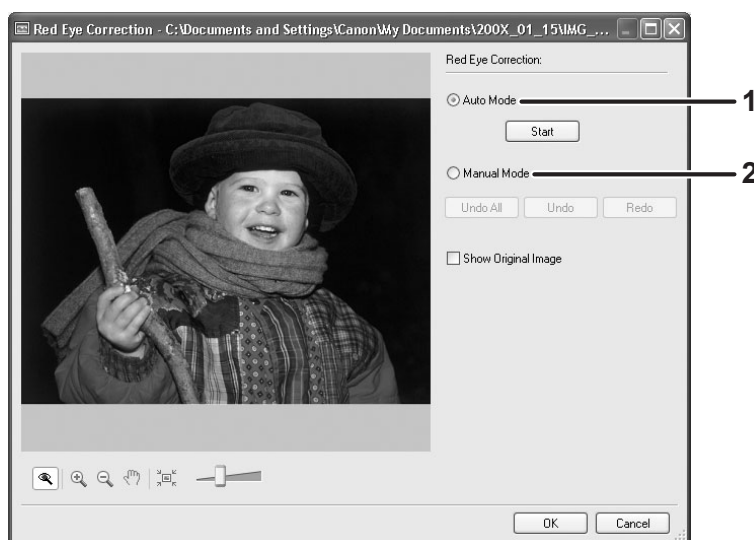 Red Eye Correction - C:\Documents and Settings\Canon\My Documents\200X_01_15\IMG_...
Red Eye Correction:
Auto Mode
1
Start
Manual Mode
2
Undo All Undo Redo
Show Original Image
OK Cancel